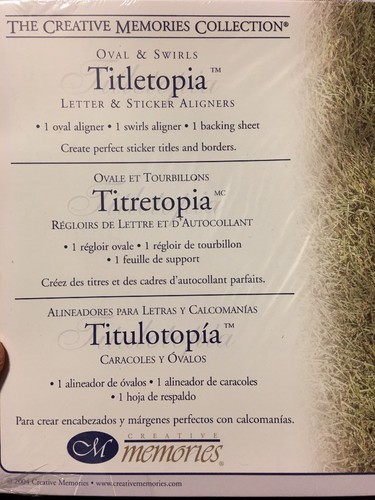 THE CREATIVE MEMORIES COLLECTION®
OVAL & SWIRLS
Titletopia™
LETTER & STICKER ALIGNERS
• 1 oval aligner • 1 swirls aligner • 1 backing sheet
Create perfect sticker titles and borders.
OVALE ET TOURBILLONS
Titretopia MC
RÉGLOIRS DE LETTRE ET D'AUTOCOLLANT
• 1 régloir ovale • 1 régloir de tourbillon
• 1 feuille de support
Créez des titres et des cadres d'autocollant parfaits.
ALINEADORES PARA LETRAS Y CALCOMANÍAS
Titulotopía™
CARACOLES Y ÓVALOS
• 1 alineador de óvalos • 1 alineador de caracoles
• 1 hoja de respaldo
Para crear encabezados y márgenes perfectos con calcomanías.
M CREATIVE
memories®
© 2004 Creative Memories • www.creativememories.com